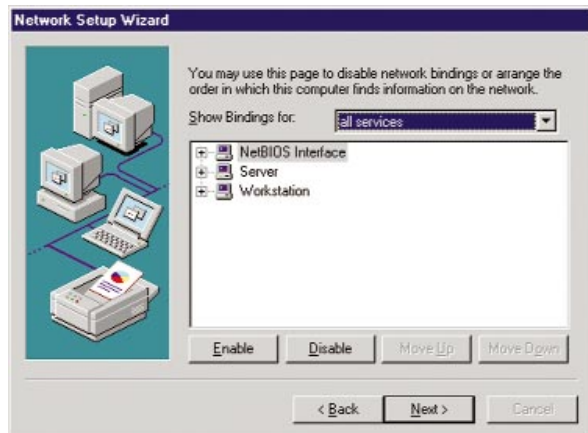 Network Setup Wizard
You may use this page to disable network bindings or arrange the
order in which this computer finds information on the network.
Show Bindings for: all services
NetBIOS Interface
Server
Workstation
Enable Disable Move Up Move Down
< Back Next > Cancel